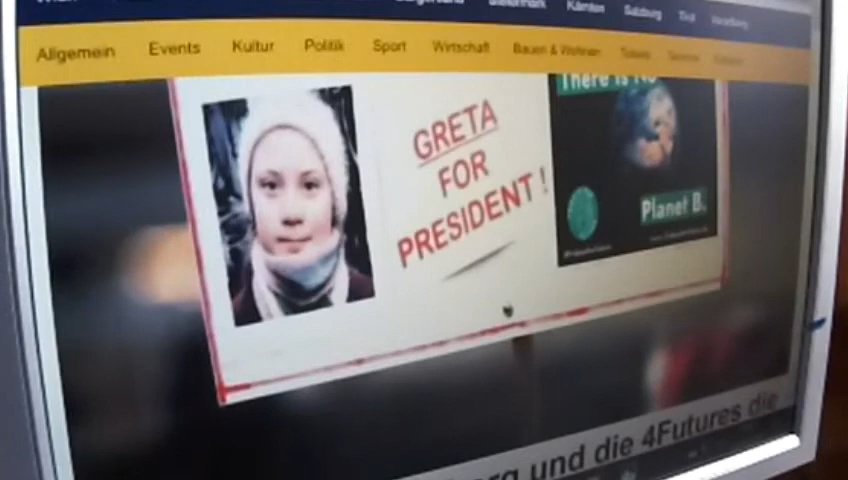 Steiermark Kärnten Salzburg Tirol Vorarlberg
Allgemein Events Kultur Politik Sport Wirtschaft Bauen & Wohnen
GRETA
FOR
PRESIDENT!
There is No
Planet B.
und die 4Futures die